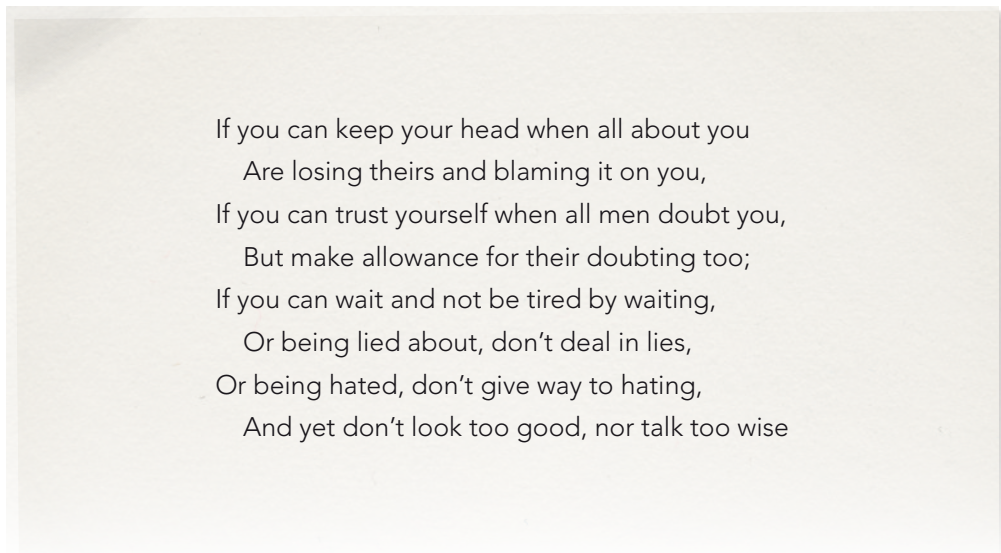 If you can keep your head when all about you
Are losing theirs and blaming it on you,
If you can trust yourself when all men doubt you,
But make allowance for their doubting too;
If you can wait and not be tired by waiting,
Or being lied about, don’t deal in lies,
Or being hated, don’t give way to hating,
And yet don’t look too good, nor talk too wise